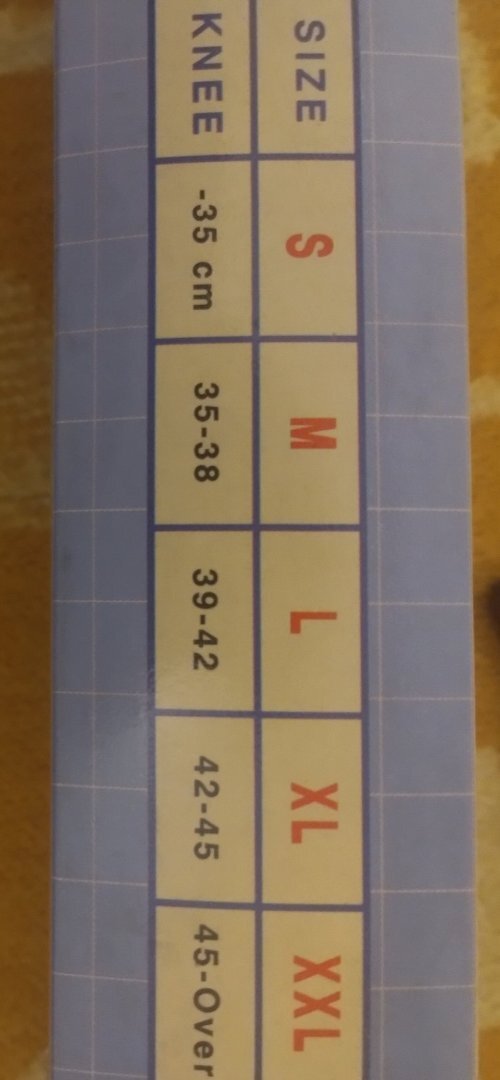 SIZE S M L XL XXL
KNEE -35 cm 35-38 39-42 42-45 45-Over